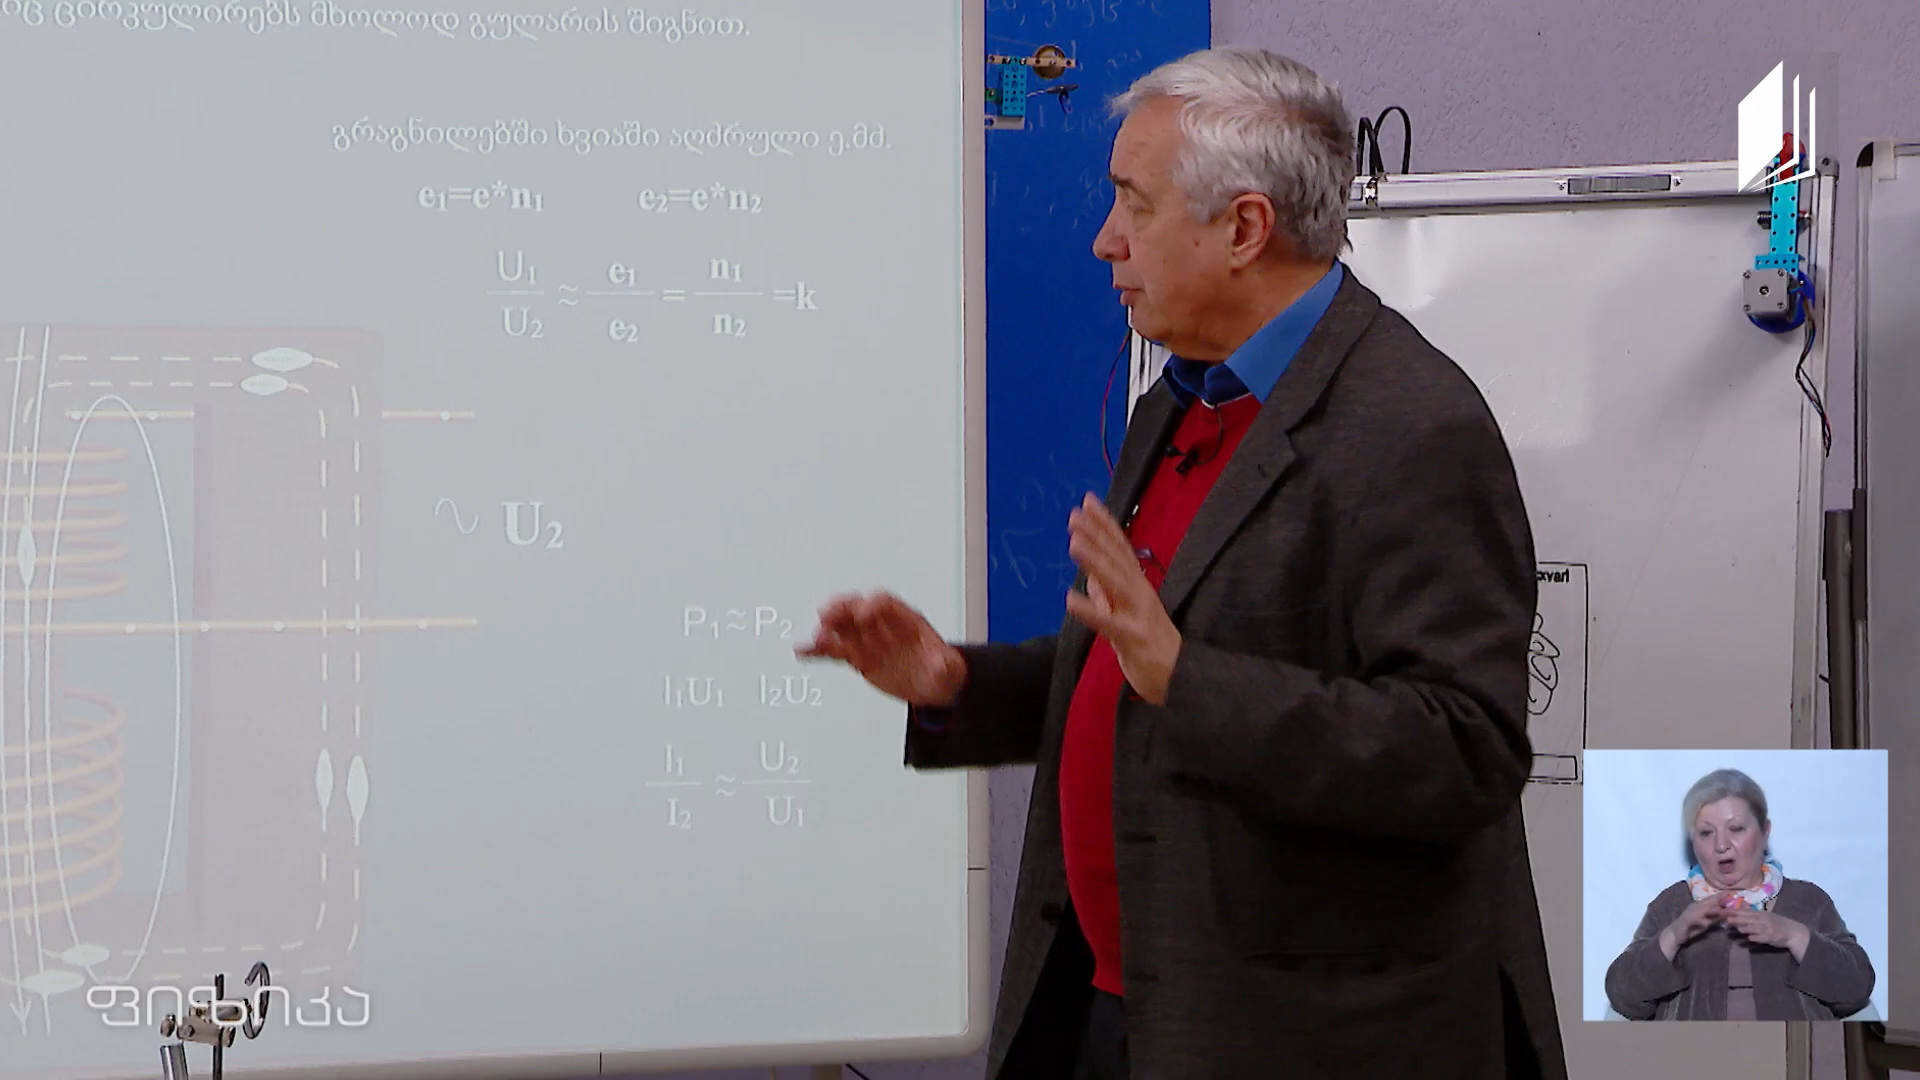 ცირკულირებს მხოლოდ გულარის შიგნით.
გრაგნილებში ხვიაში აღძრული ე.მძ.
e₁=e*n₁ e₂=e*n₂
U₁ e₁ n₁
≈ = =k
U₂ e₂ n₂
~ U₂
P₁≈P₂
I₁U₁ I₂U₂
I₁ U₂
≈
I₂ U₁
ფიზიკა